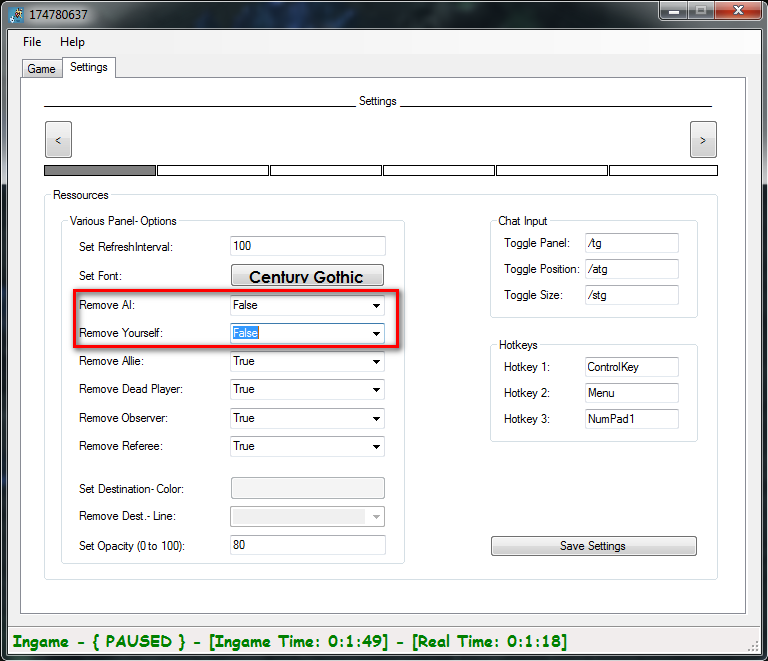 174780637
File Help
Game Settings
Settings
< >
Ressources
Various Panel- Options
Set RefreshInterval: 100
Set Font: Century Gothic
Remove AI: False
Remove Yourself: False
Remove Allie: True
Remove Dead Player: True
Remove Observer: True
Remove Referee: True
Set Destination- Color:
Remove Dest.- Line:
Set Opacity (0 to 100): 80
Chat Input
Toggle Panel: /tg
Toggle Position: /atg
Toggle Size: /stg
Hotkeys
Hotkey 1: ControlKey
Hotkey 2: Menu
Hotkey 3: NumPad1
Save Settings
Ingame - { PAUSED } - [Ingame Time: 0:1:49] - [Real Time: 0:1:18]